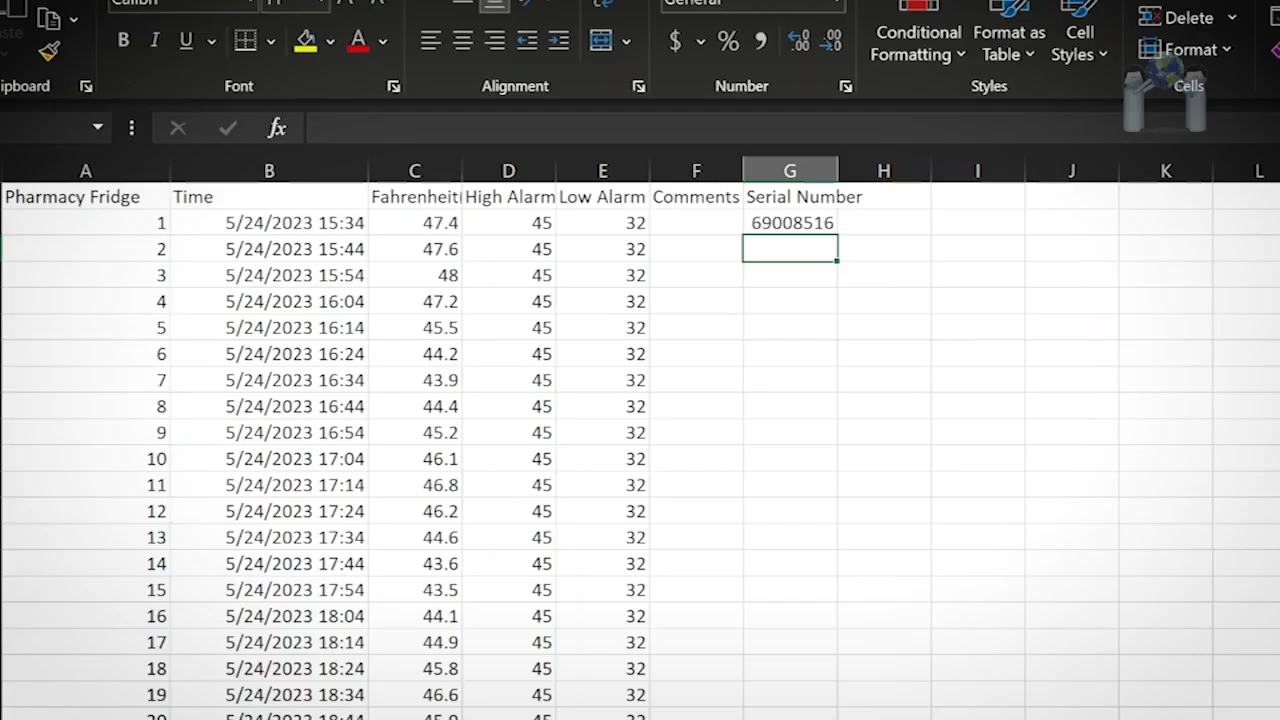 Calibri 11 General
B I U A $ % Conditional Formatting Format as Table Cell Styles Delete Format
Font Alignment Number Styles Cells
fx
A B C D E F G H I J K L
Pharmacy Fridge Time Fahrenheit High Alarm Low Alarm Comments Serial Number
1 5/24/2023 15:34 47.4 45 32 69008516
2 5/24/2023 15:44 47.6 45 32
3 5/24/2023 15:54 48 45 32
4 5/24/2023 16:04 47.2 45 32
5 5/24/2023 16:14 45.5 45 32
6 5/24/2023 16:24 44.2 45 32
7 5/24/2023 16:34 43.9 45 32
8 5/24/2023 16:44 44.4 45 32
9 5/24/2023 16:54 45.2 45 32
10 5/24/2023 17:04 46.1 45 32
11 5/24/2023 17:14 46.8 45 32
12 5/24/2023 17:24 46.2 45 32
13 5/24/2023 17:34 44.6 45 32
14 5/24/2023 17:44 43.6 45 32
15 5/24/2023 17:54 43.5 45 32
16 5/24/2023 18:04 44.1 45 32
17 5/24/2023 18:14 44.9 45 32
18 5/24/2023 18:24 45.8 45 32
19 5/24/2023 18:34 46.6 45 32